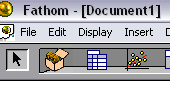 Fathom - [Document1]
File Edit Display Insert